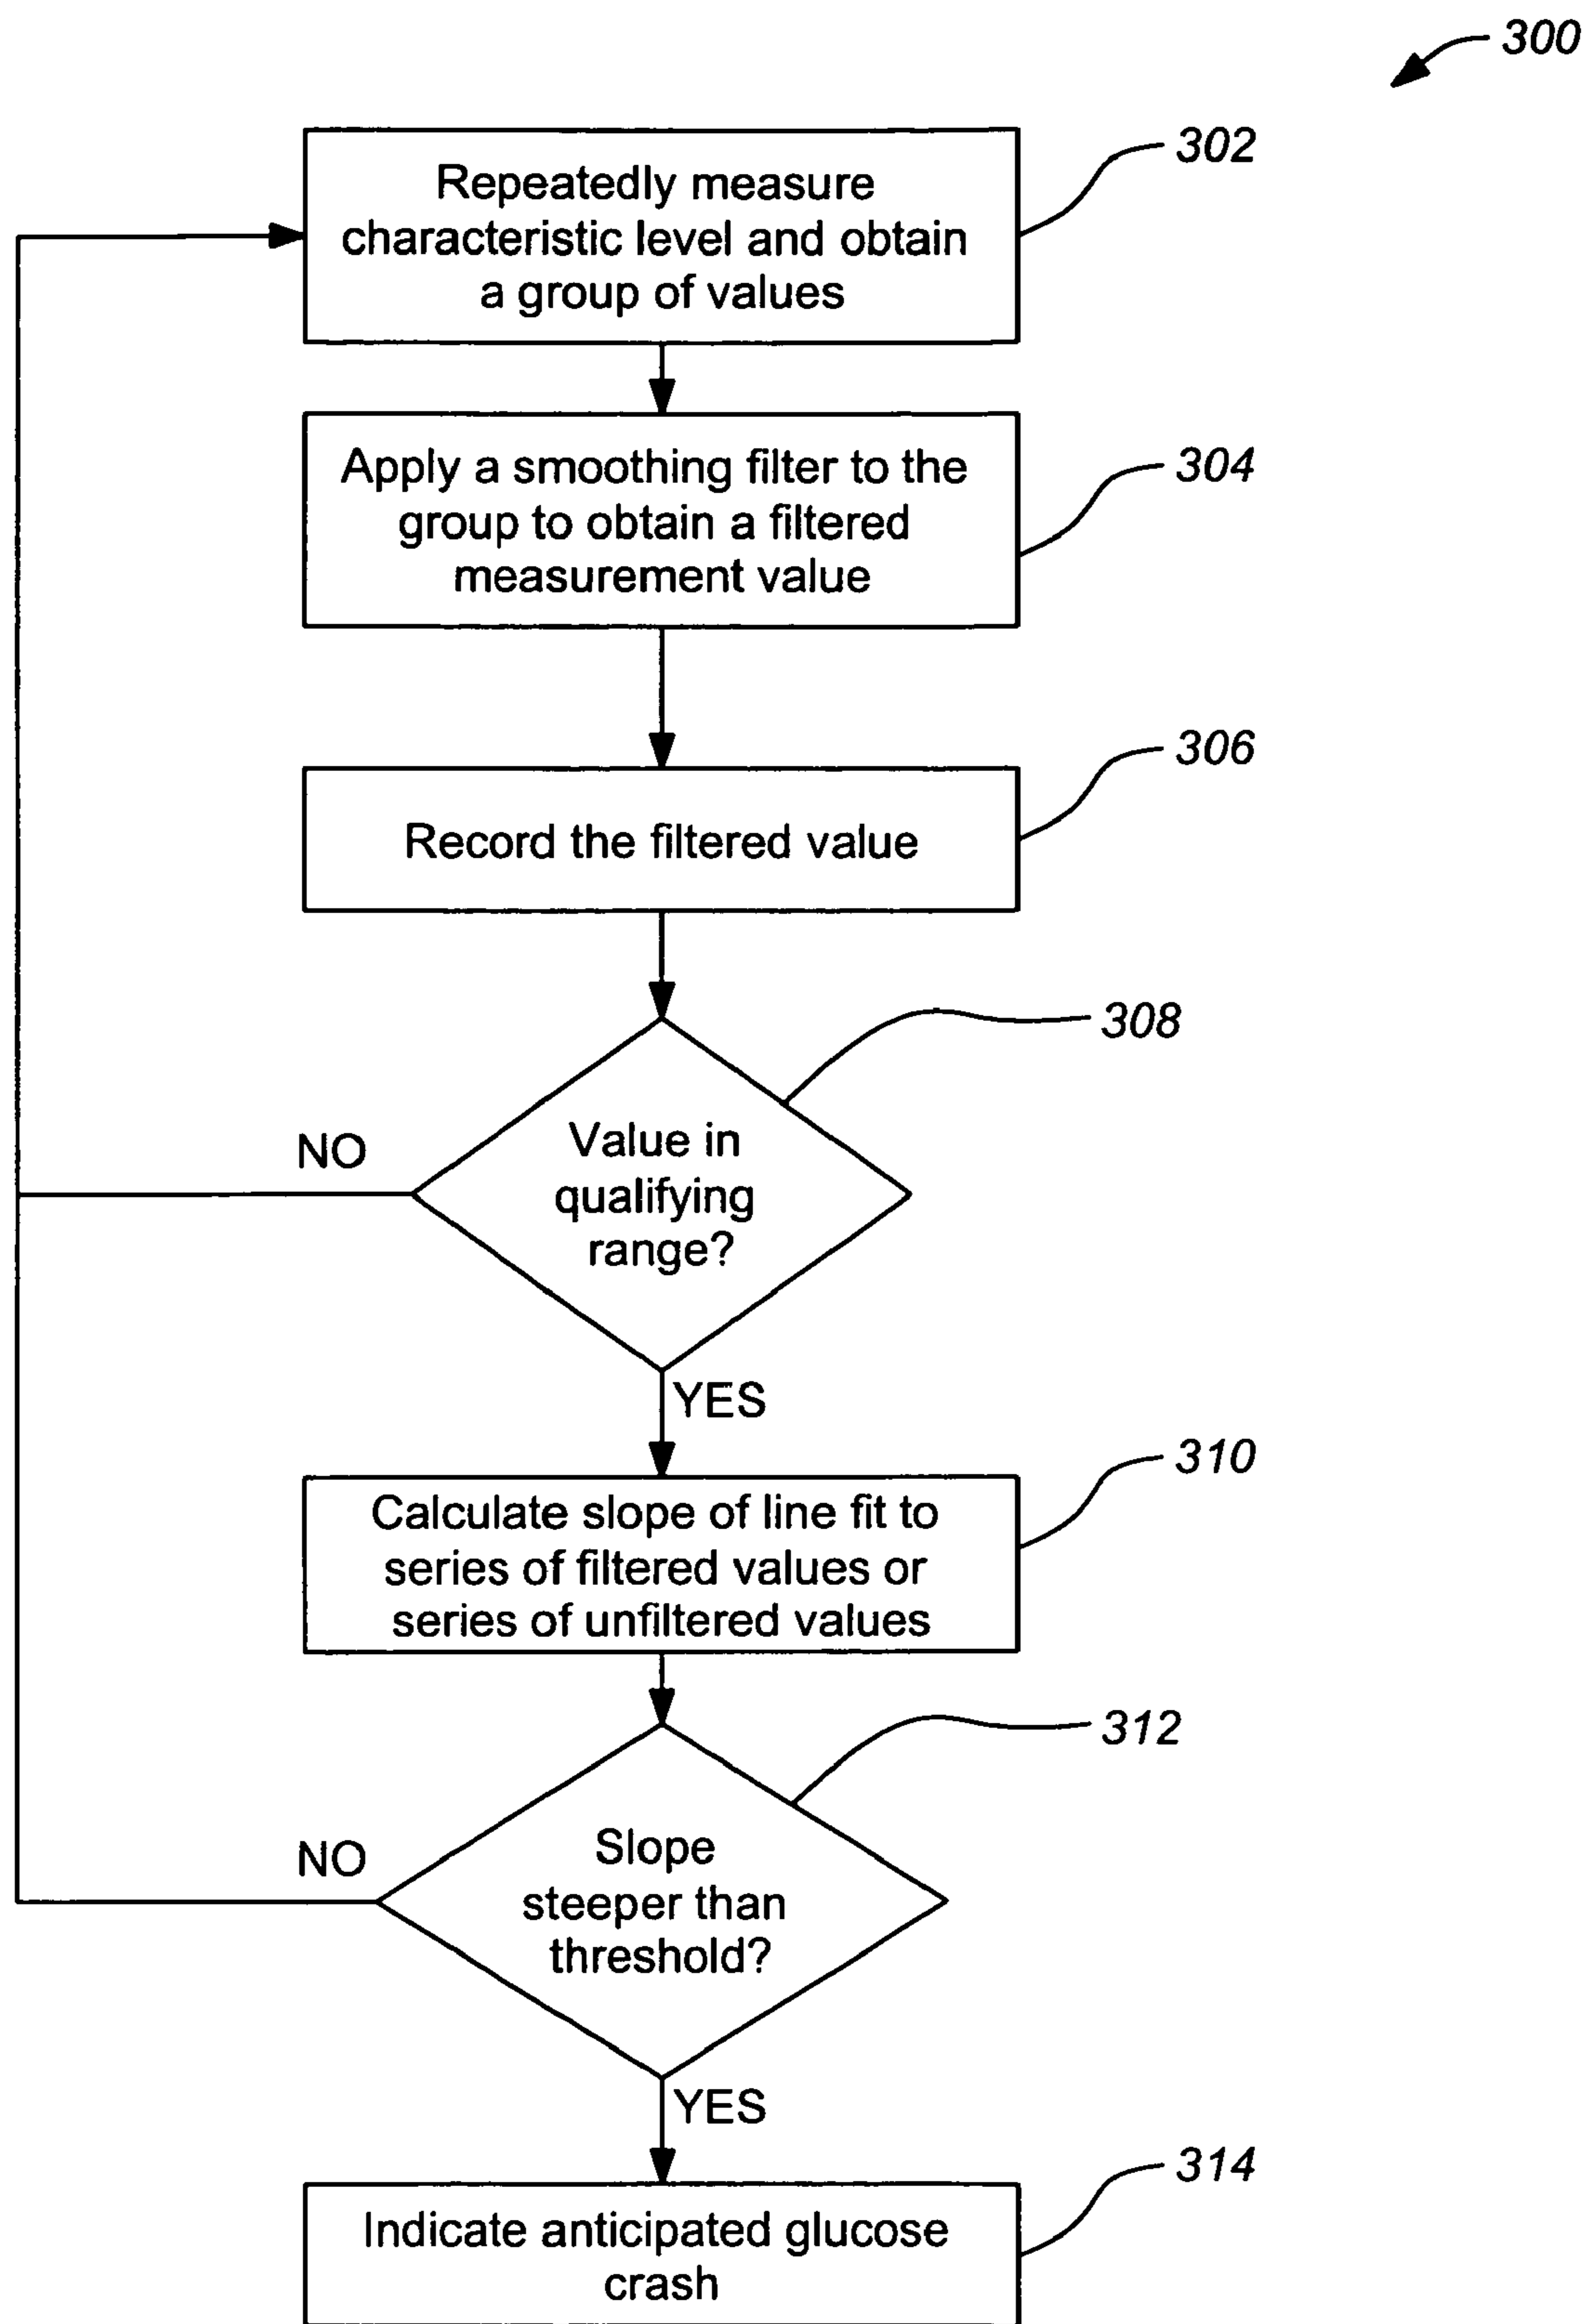 300
302
Repeatedly measure
characteristic level and obtain
a group of values
304
Apply a smoothing filter to the
group to obtain a filtered
measurement value
306
Record the filtered value
308
Value in
qualifying
range?
NO
YES
310
Calculate slope of line fit to
series of filtered values or
series of unfiltered values
312
Slope
steeper than
threshold?
NO
YES
314
Indicate anticipated glucose
crash